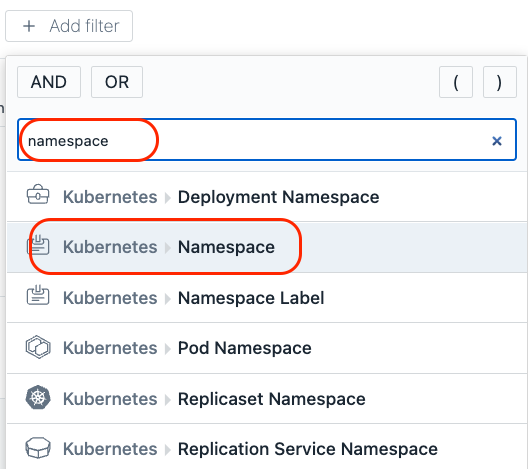 + Add filter
AND OR ( )
n
namespace ×
Kubernetes Deployment Namespace
Kubernetes Namespace
Kubernetes Namespace Label
Kubernetes Pod Namespace
Kubernetes Replicaset Namespace
Kubernetes Replication Service Namespace